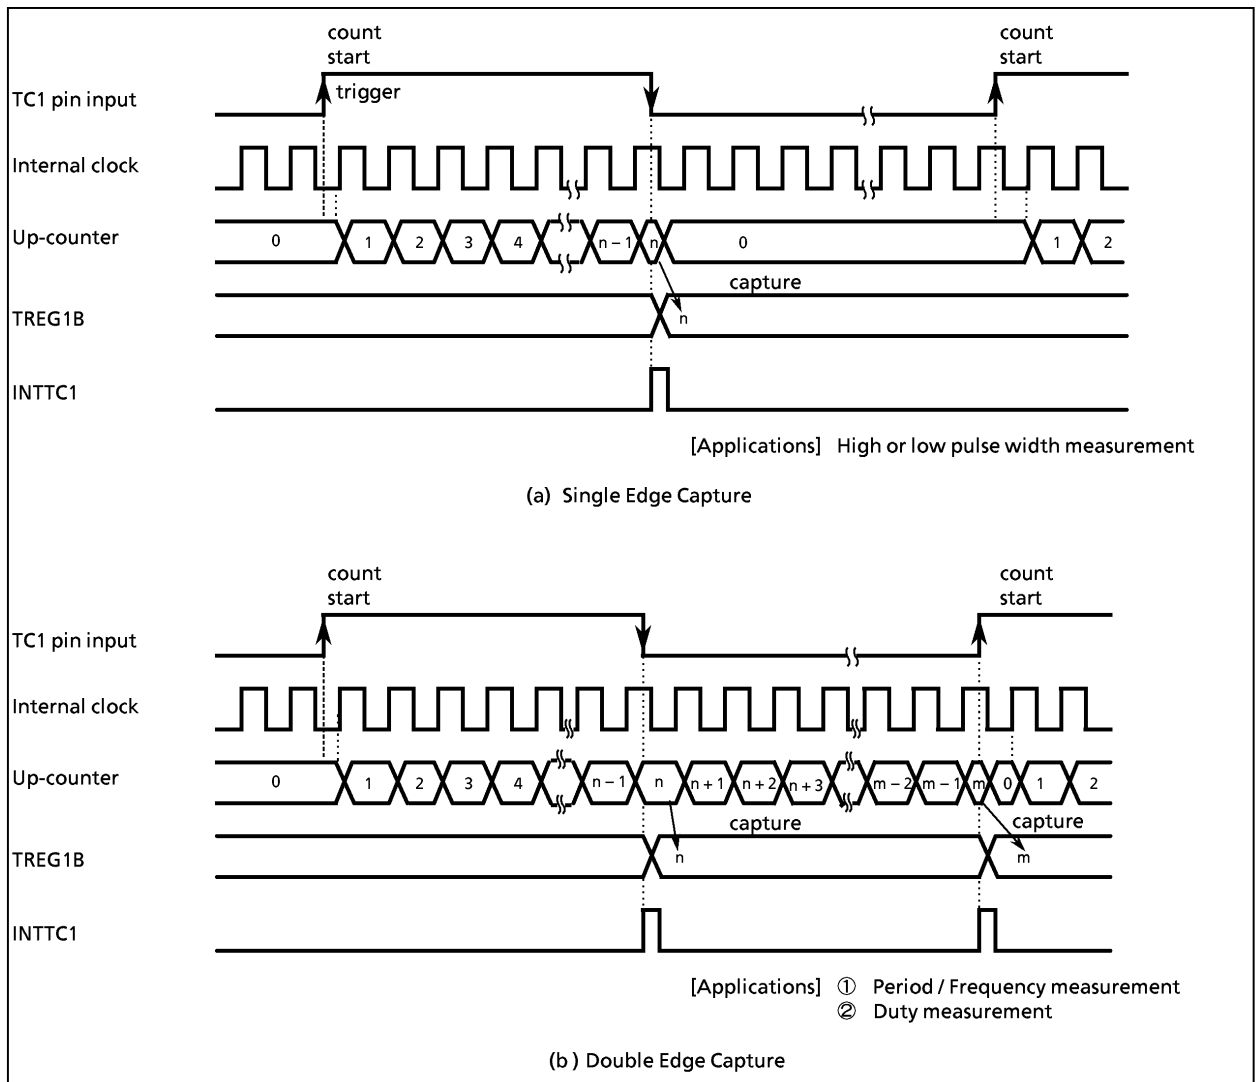 count
start
count
start
TC1 pin input
trigger
Internal clock
Up-counter
0 1 2 3 4 n – 1 n 0 1 2
capture
TREG1B
n
INTTC1
[Applications] High or low pulse width measurement
(a) Single Edge Capture
count
start
count
start
TC1 pin input
Internal clock
Up-counter
0 1 2 3 4 n – 1 n n + 1 n + 2 n + 3 m – 2 m – 1 m 0 1 2
capture
capture
TREG1B
n
m
INTTC1
[Applications] ① Period / Frequency measurement
② Duty measurement
(b ) Double Edge Capture